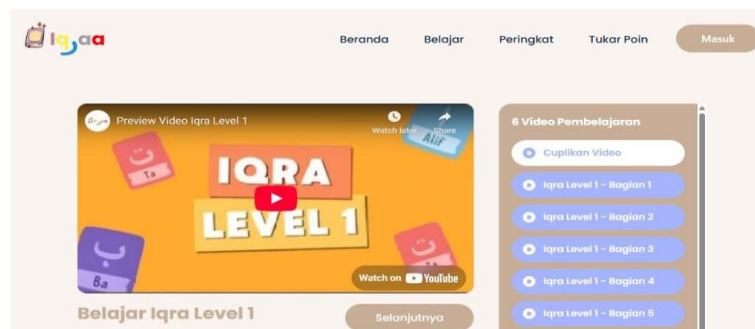 Iqraa
Beranda Belajar Peringkat Tukar Poin Masuk
Preview Video Iqra Level 1
Watch later
Share
Alif
ت
Ta
IQRA
LEVEL 1
ب
Ba
Watch on YouTube
Belajar Iqra Level 1
Selanjutnya
6 Video Pembelajaran
Cuplikan Video
Iqra Level 1 - Bagian 1
Iqra Level 1 - Bagian 2
Iqra Level 1 - Bagian 3
Iqra Level 1 - Bagian 4
Iqra Level 1 - Bagian 5